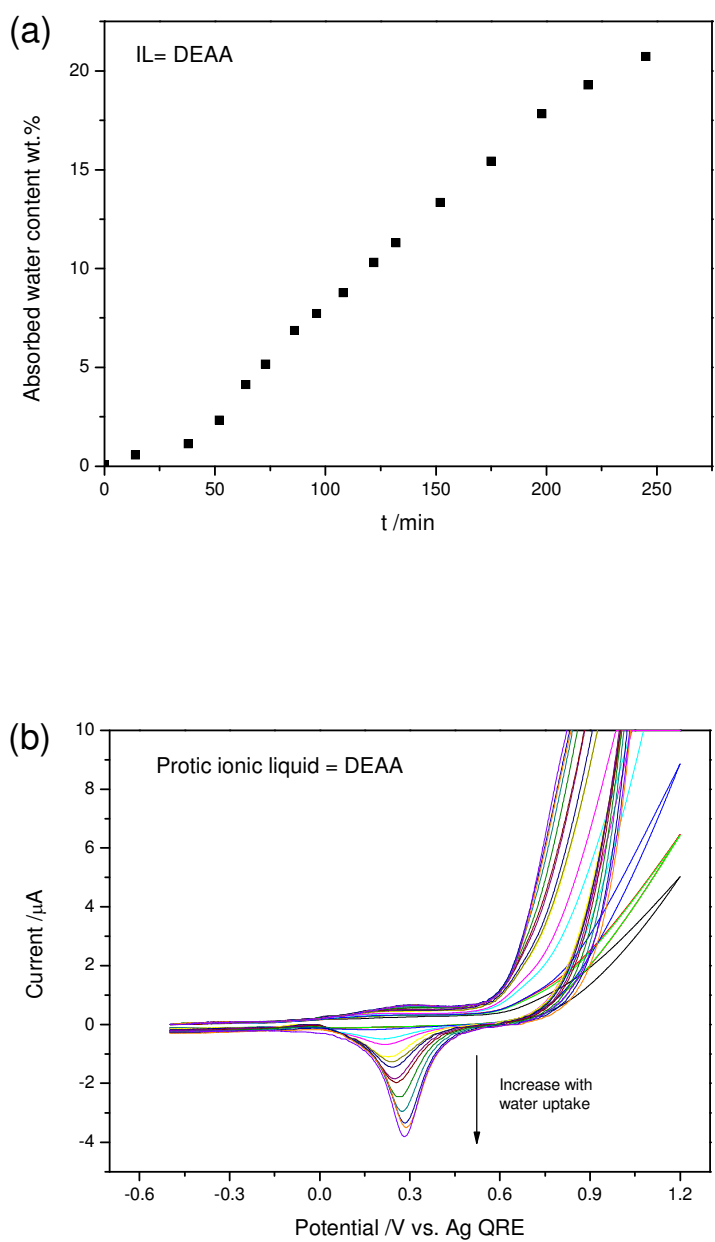 (a)
IL= DEAA
Absorbed water content wt.%
20
15
10
5
0
0 50 100 150 200 250
t /min
(b)
Protic ionic liquid = DEAA
Current /μA
10
8
6
4
2
0
-2
-4
Increase with
water uptake
-0.6 -0.3 0.0 0.3 0.6 0.9 1.2
Potential /V vs. Ag QRE